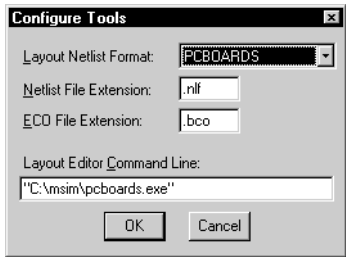 Configure Tools
Layout Netlist Format: PCBOARDS
Netlist File Extension: .nlf
ECO File Extension: .bco
Layout Editor Command Line:
"C:\msim\pcboards.exe"
OK Cancel